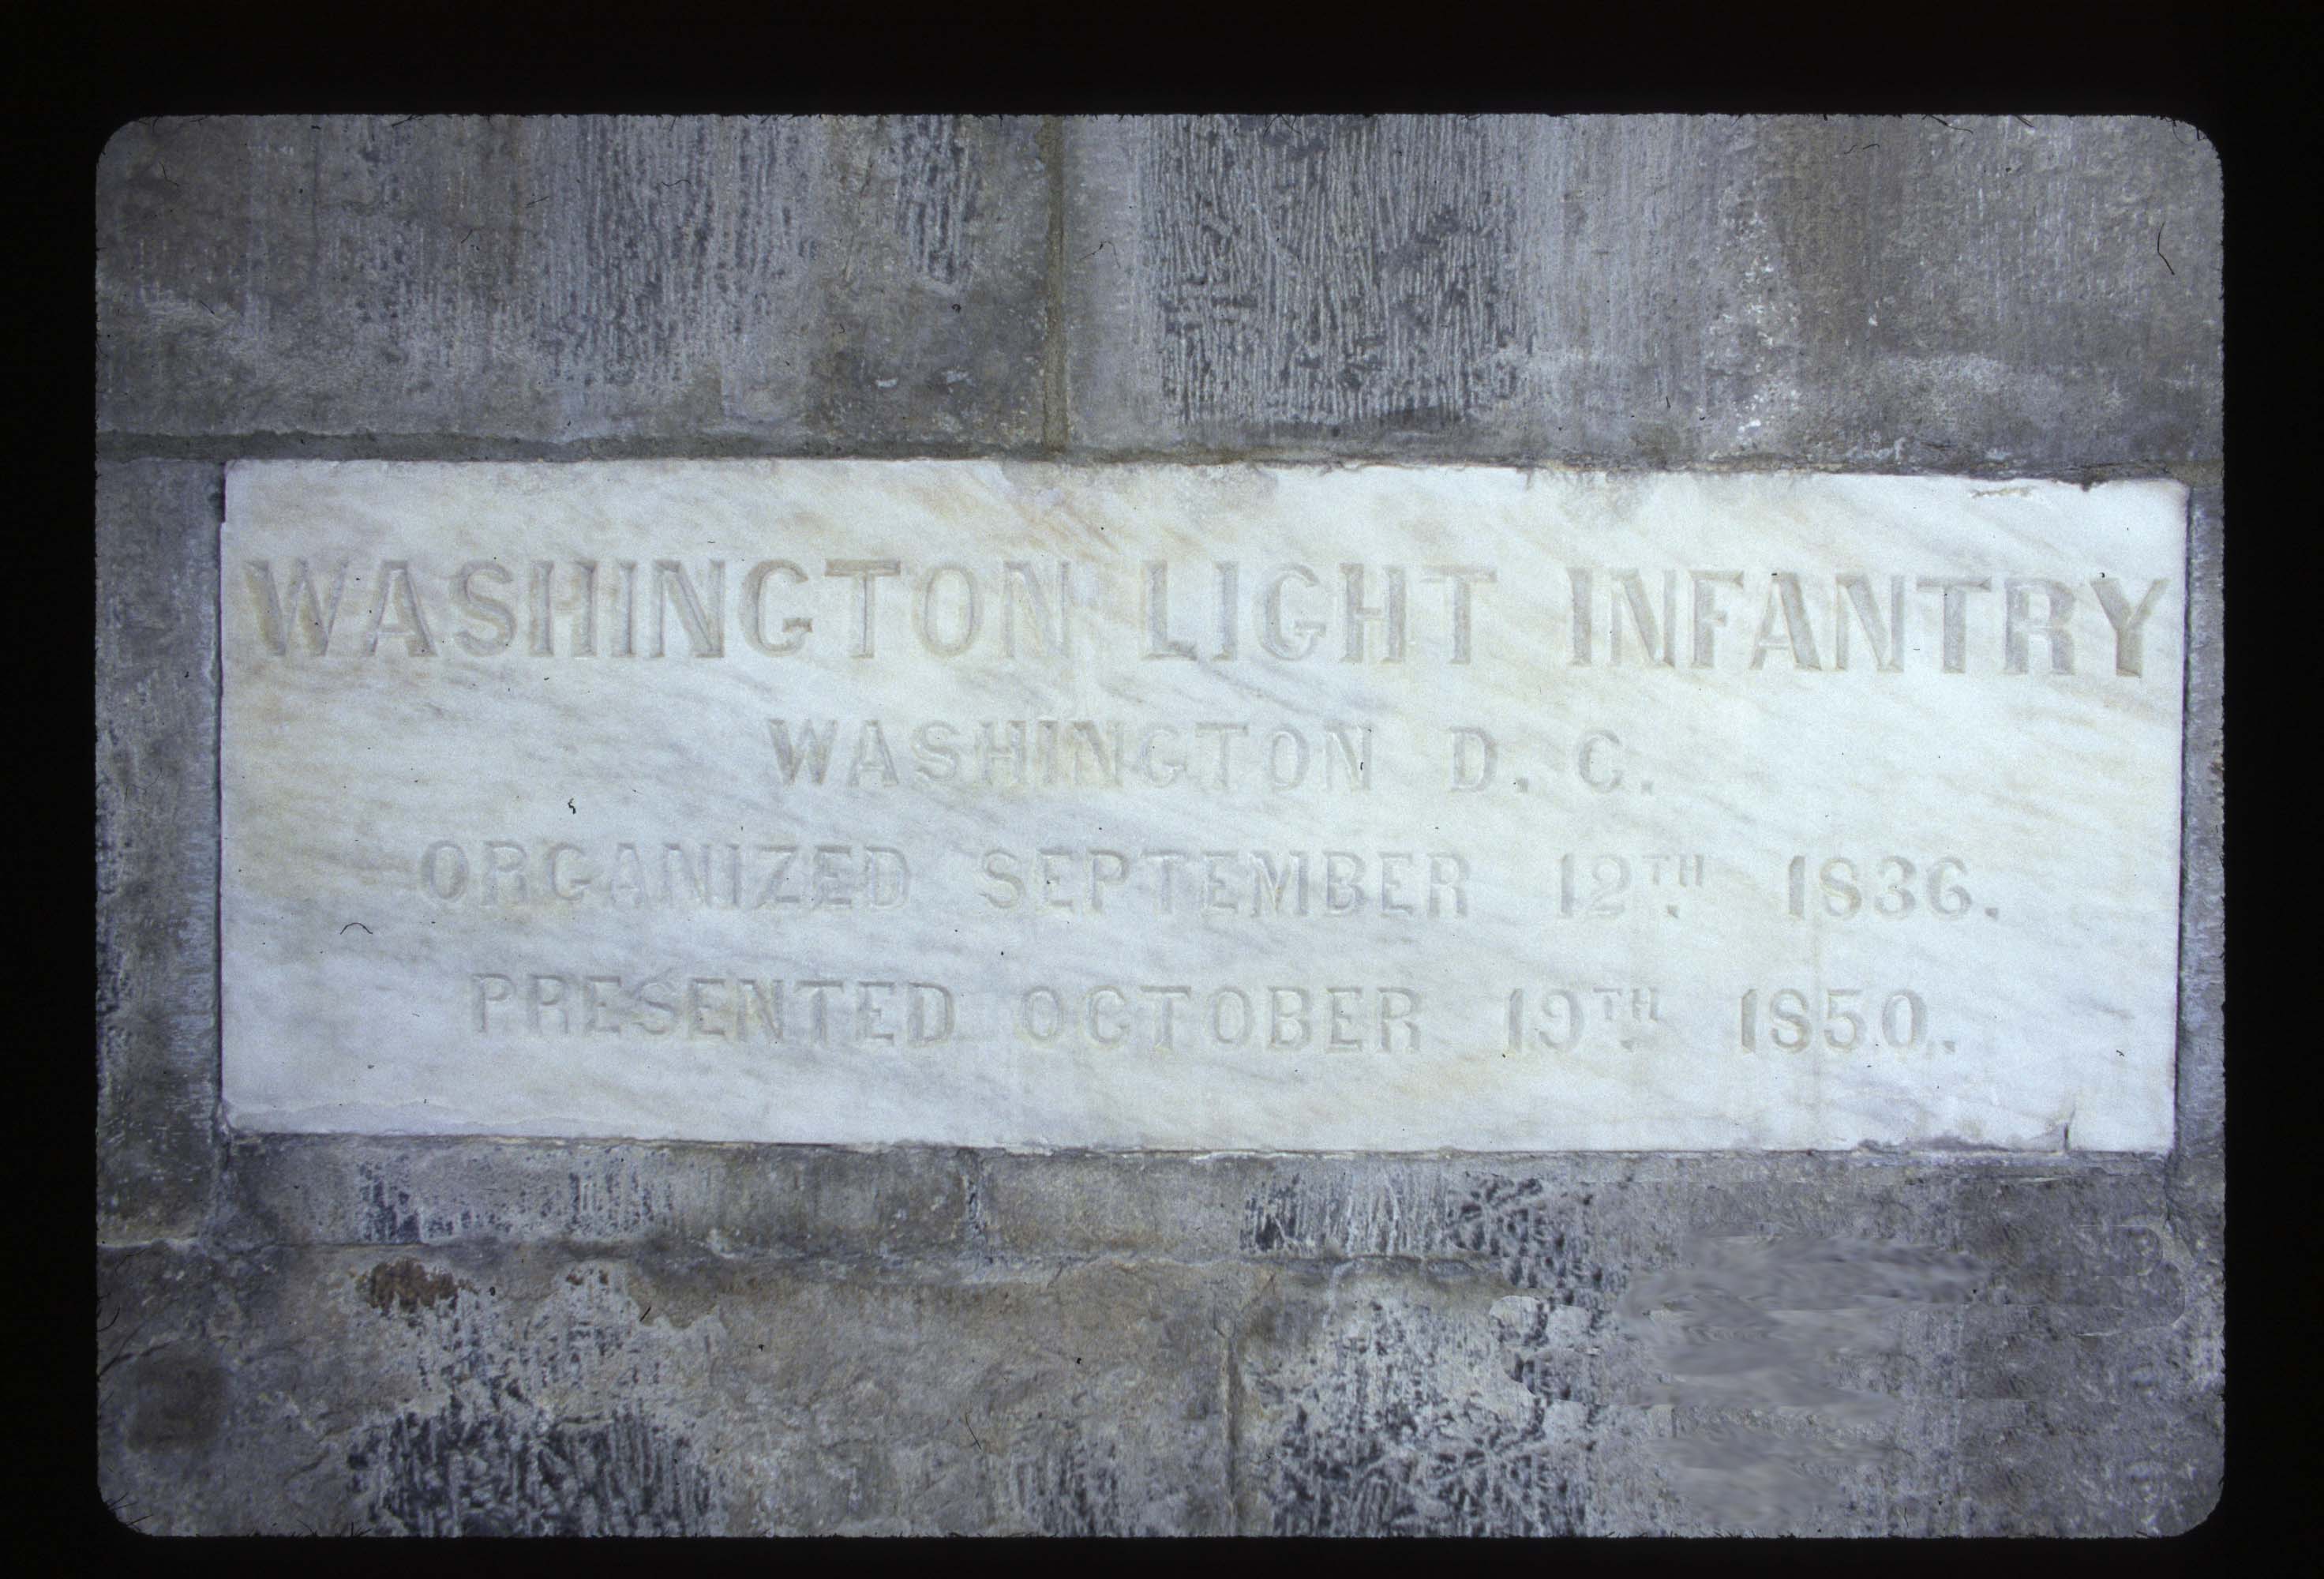 WASHINGTON LIGHT INFANTRY
WASHINGTON D. C.
ORGANIZED SEPTEMBER 12TH. 1836.
PRESENTED OCTOBER 19TH. 1850.